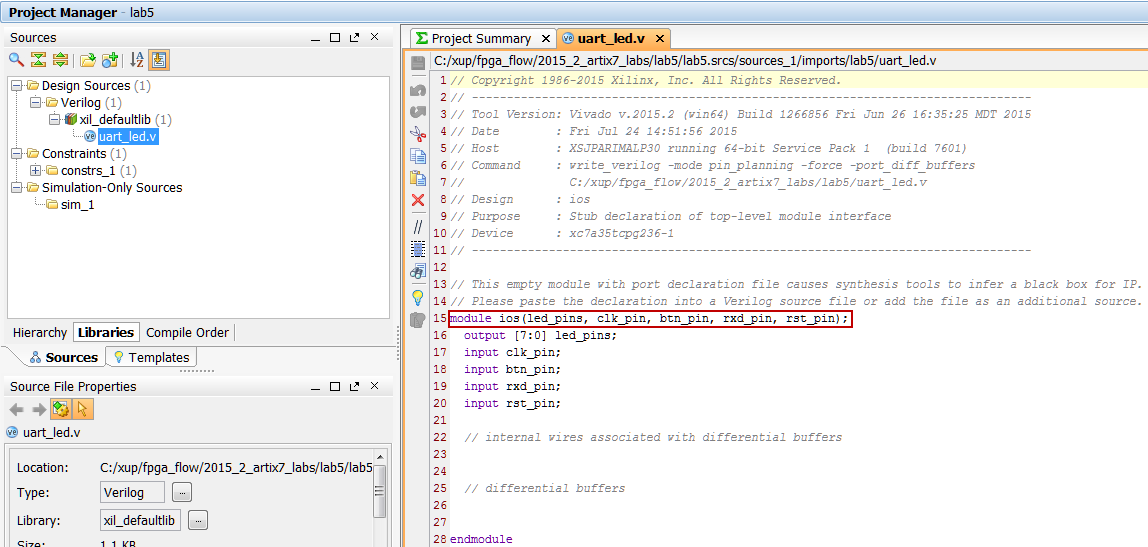 Project Manager - lab5
Sources
Design Sources (1)
Verilog (1)
xil_defaultlib (1)
uart_led.v
Constraints (1)
constrs_1 (1)
Simulation-Only Sources
sim_1
Hierarchy Libraries Compile Order
Sources Templates
Source File Properties
uart_led.v
Location: C:/xup/fpga_flow/2015_2_artix7_labs/lab5/lab5
Type: Verilog ...
Library: xil_defaultlib ...
Size: 1.1 KB
Σ Project Summary uart_led.v
C:/xup/fpga_flow/2015_2_artix7_labs/lab5/lab5.srcs/sources_1/imports/lab5/uart_led.v
1 // Copyright 1986-2015 Xilinx, Inc. All Rights Reserved.
2 // --------------------------------------------------------------------------------
3 // Tool Version: Vivado v.2015.2 (win64) Build 1266856 Fri Jun 26 16:35:25 MDT 2015
4 // Date : Fri Jul 24 14:51:56 2015
5 // Host : XSJPARIMALP30 running 64-bit Service Pack 1 (build 7601)
6 // Command : write_verilog -mode pin_planning -force -port_diff_buffers
7 // C:/xup/fpga_flow/2015_2_artix7_labs/lab5/uart_led.v
8 // Design : ios
9 // Purpose : Stub declaration of top-level module interface
10 // Device : xc7a35tcpg236-1
11 // --------------------------------------------------------------------------------
12
13 // This empty module with port declaration file causes synthesis tools to infer a black box for IP.
14 // Please paste the declaration into a Verilog source file or add the file as an additional source.
15 module ios(led_pins, clk_pin, btn_pin, rxd_pin, rst_pin);
16 output [7:0] led_pins;
17 input clk_pin;
18 input btn_pin;
19 input rxd_pin;
20 input rst_pin;
21
22 // internal wires associated with differential buffers
23
24
25 // differential buffers
26
27
28 endmodule